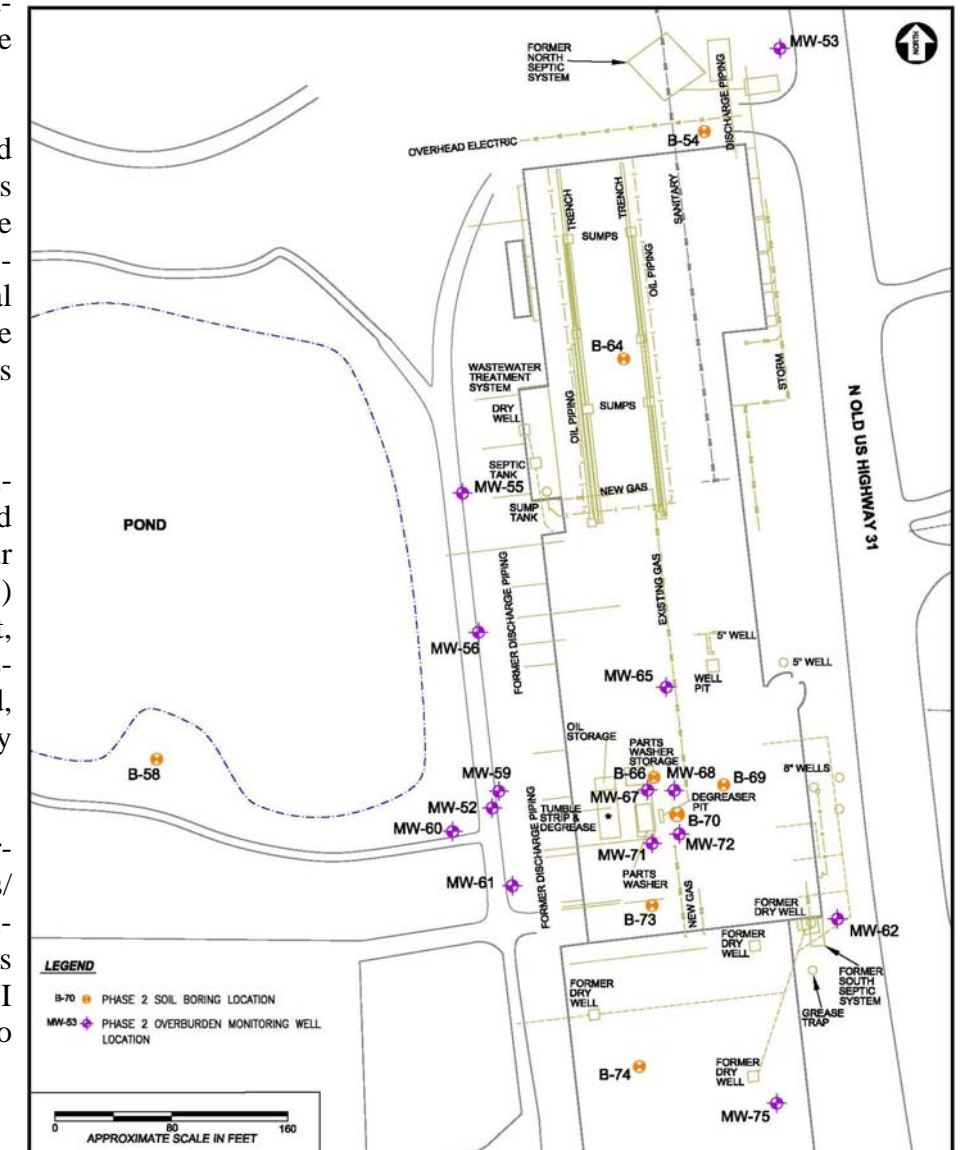 FORMER
NORTH
SEPTIC
SYSTEM
MW-53
NORTH
DISCHARGE PIPING
B-54
OVERHEAD ELECTRIC
TRENCH
TRENCH
SANITARY
SUMPS
OIL PIPING
B-64
WASTEWATER
TREATMENT
SYSTEM
STORM
DRY
WELL
OIL PIPING
SUMPS
N OLD US HIGHWAY 31
SEPTIC
TANK
MW-55
NEW GAS
SUMP
TANK
POND
EXISTING GAS
FORMER DISCHARGE PIPING
MW-56
5" WELL
5" WELL
WELL
PIT
MW-65
OIL
STORAGE
PARTS
WASHER
STORAGE
B-58
B-66
MW-68
B-69
8" WELLS
MW-59
MW-67
DEGREASER
PIT
MW-52
TUMBLE
STRIP &
DEGREASE
*
B-70
MW-60
MW-72
MW-71
FORMER DISCHARGE PIPING
PARTS
WASHER
MW-61
NEW GAS
B-73
FORMER
DRY WELL
MW-62
FORMER
DRY
WELL
FORMER
SOUTH
SEPTIC
SYSTEM
GREASE
TRAP
FORMER
DRY
WELL
B-74
FORMER
DRY
WELL
MW-75
LEGEND
B-70 PHASE 2 SOIL BORING LOCATION
MW-53 PHASE 2 OVERBURDEN MONITORING WELL
LOCATION
0 80 160
APPROXIMATE SCALE IN FEET